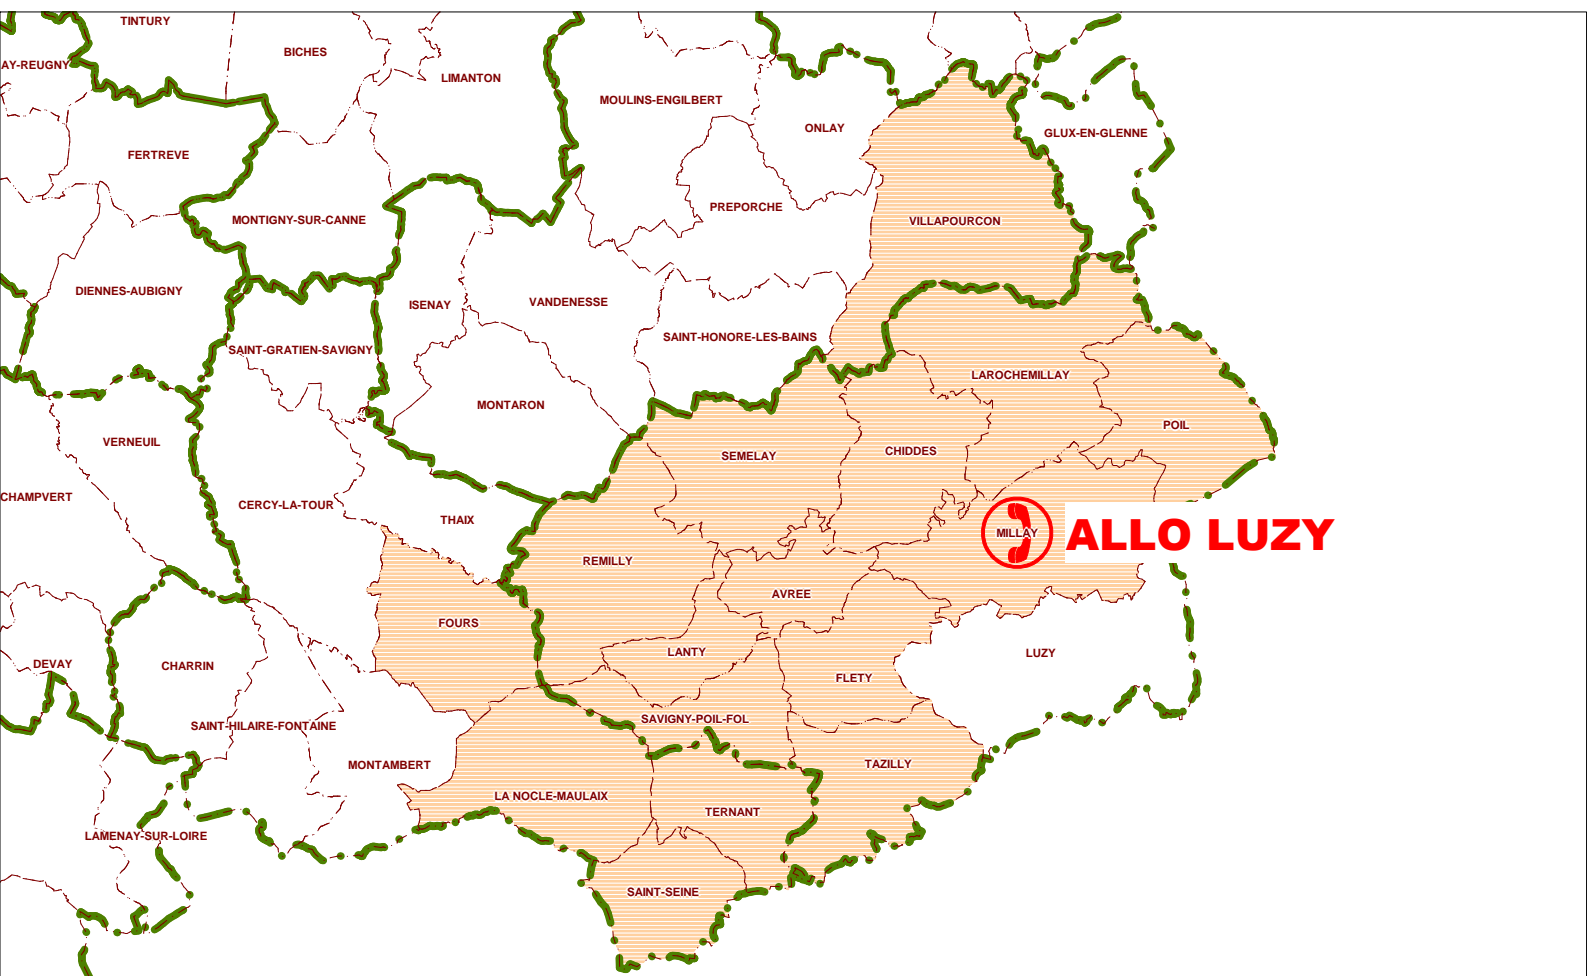 TINTURY
BICHES
AY-REUGNY
LIMANTON
MOULINS-ENGILBERT
ONLAY
GLUX-EN-GLENNE
FERTREVE
PREPORCHE
MONTIGNY-SUR-CANNE
VILLAPOURCON
DIENNES-AUBIGNY
ISENAY
VANDENESSE
SAINT-HONORE-LES-BAINS
SAINT-GRATIEN-SAVIGNY
LAROCHEMILLAY
MONTARON
POIL
VERNEUIL
SEMELAY
CHIDDES
CHAMPVERT
CERCY-LA-TOUR
THAIX
MILLAY
ALLO LUZY
REMILLY
AVREE
FOURS
LANTY
LUZY
DEVAY
CHARRIN
FLETY
SAVIGNY-POIL-FOL
SAINT-HILAIRE-FONTAINE
MONTAMBERT
TAZILLY
LA NOCLE-MAULAIX
TERNANT
LAMENAY-SUR-LOIRE
SAINT-SEINE